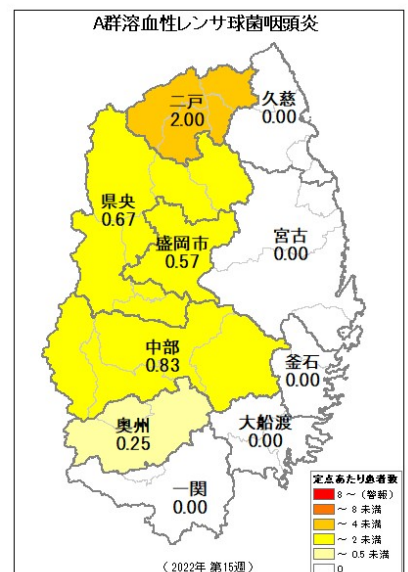 A群溶血性レンサ球菌咽頭炎
二戸
2.00
久慈
0.00
県央
0.67
盛岡市
0.57
宮古
0.00
中部
0.83
釜石
0.00
奥州
0.25
大船渡
0.00
一関
0.00
定点あたり患者数
8～（警報）
～8未満
～4未満
～2未満
～0.5未満
0
（2022年 第15週）